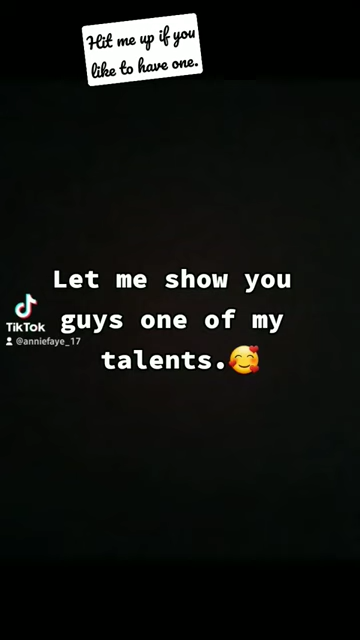 Hit me up if you
like to have one.
Let me show you
guys one of my
talents.🥰
TikTok
@anniefaye_17